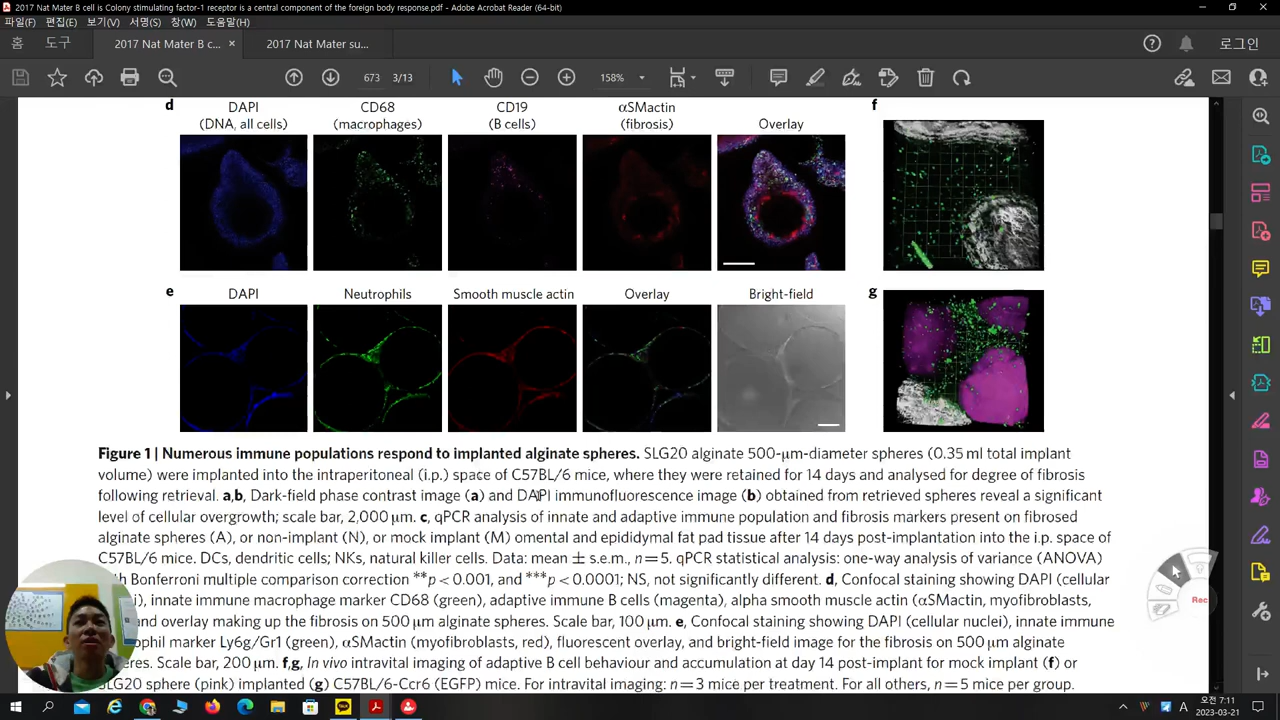 2017 Nat Mater B cell is Colony stimulating factor-1 receptor is a central component of the foreign body response.pdf - Adobe Acrobat Reader (64-bit)
파일(F) 편집(E) 보기(V) 서명(S) 창(W) 도움말(H)
홈 도구 2017 Nat Mater B c... × 2017 Nat Mater su... 로그인
673 3/13 158%
d DAPI CD68 CD19 αSMactin f
(DNA, all cells) (macrophages) (B cells) (fibrosis) Overlay
e DAPI Neutrophils Smooth muscle actin Overlay Bright-field g
Figure 1 | Numerous immune populations respond to implanted alginate spheres. SLG20 alginate 500-μm-diameter spheres (0.35 ml total implant
volume) were implanted into the intraperitoneal (i.p.) space of C57BL/6 mice, where they were retained for 14 days and analysed for degree of fibrosis
following retrieval. a,b, Dark-field phase contrast image (a) and DAPI immunofluorescence image (b) obtained from retrieved spheres reveal a significant
level of cellular overgrowth; scale bar, 2,000 μm. c, qPCR analysis of innate and adaptive immune population and fibrosis markers present on fibrosed
alginate spheres (A), or non-implant (N), or mock implant (M) omental and epididymal fat pad tissue after 14 days post-implantation into the i.p. space of
C57BL/6 mice. DCs, dendritic cells; NKs, natural killer cells. Data: mean ± s.e.m., n=5. qPCR statistical analysis: one-way analysis of variance (ANOVA)
Bonferroni multiple comparison correction **p < 0.001, and ***p < 0.0001; NS, not significantly different. d, Confocal staining showing DAPI (cellular
innate immune macrophage marker CD68 (green), adaptive immune B cells (magenta), alpha smooth muscle actin (αSMactin, myofibroblasts,
and overlay making up the fibrosis on 500 μm alginate spheres. Scale bar, 100 μm. e, Confocal staining showing DAPI (cellular nuclei), innate immune
marker Ly6g/Gr1 (green), αSMactin (myofibroblasts, red), fluorescent overlay, and bright-field image for the fibrosis on 500 μm alginate
Scale bar, 200 μm. f,g, In vivo intravital imaging of adaptive B cell behaviour and accumulation at day 14 post-implant for mock implant (f) or
SLG20 sphere (pink) implanted (g) C57BL/6-Ccr6 (EGFP) mice. For intravital imaging: n=3 mice per treatment. For all others, n=5 mice per group.
Rec
A 오전 7:11
2023-03-21